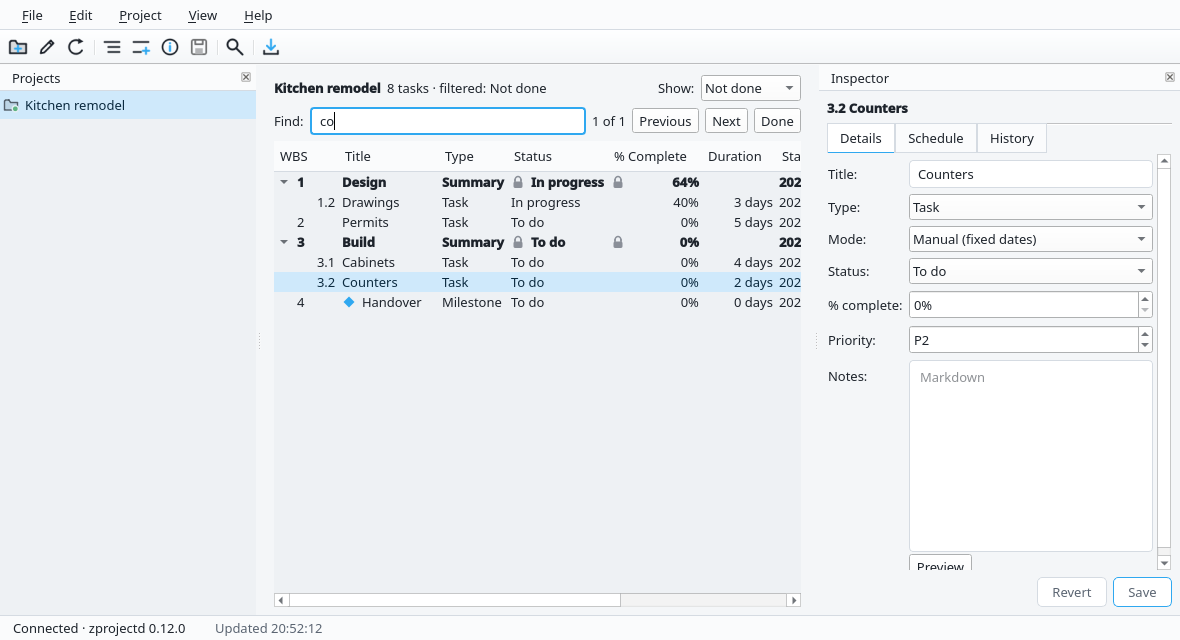 File Edit Project View Help
Projects
Kitchen remodel
Kitchen remodel 8 tasks · filtered: Not done Show: Not done
Find: co 1 of 1 Previous Next Done
WBS Title Type Status % Complete Duration Sta
1 Design Summary In progress 64% 202
1.2 Drawings Task In progress 40% 3 days 202
2 Permits Task To do 0% 5 days 202
3 Build Summary To do 0% 202
3.1 Cabinets Task To do 0% 4 days 202
3.2 Counters Task To do 0% 2 days 202
4 Handover Milestone To do 0% 0 days 202
Inspector
3.2 Counters
Details Schedule History
Title: Counters
Type: Task
Mode: Manual (fixed dates)
Status: To do
% complete: 0%
Priority: P2
Notes: Markdown
Preview
Revert Save
Connected · zprojectd 0.12.0 Updated 20:52:12